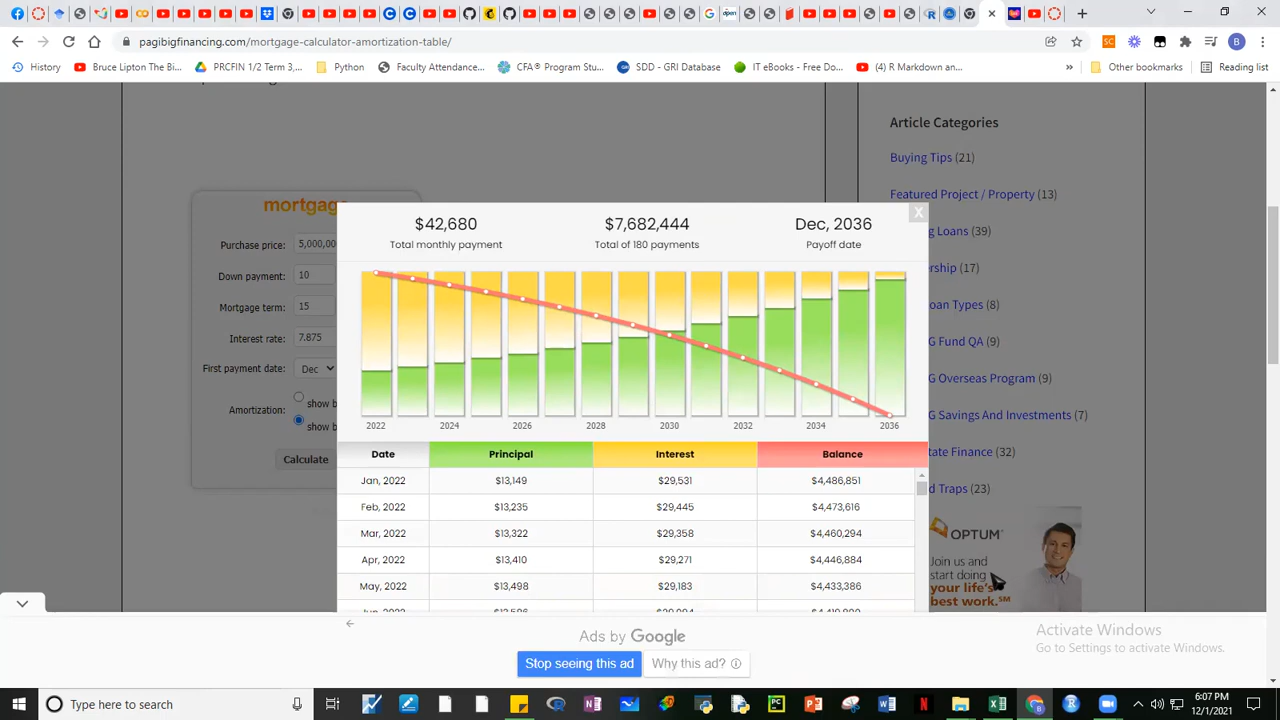 pagibigfinancing.com/mortgage-calculator-amortization-table/
B
History
Bruce Lipton The Bi...
PRCFIN 1/2 Term 3,...
Python
Faculty Attendance...
CFA® Program Stu...
SDD - GRI Database
IT eBooks - Free Do...
(4) R Markdown an...
»
Other bookmarks
Reading list
Article Categories
Buying Tips (21)
Featured Project / Property (13)
g Loans (39)
ership (17)
oan Types (8)
G Fund QA (9)
G Overseas Program (9)
G Savings And Investments (7)
tate Finance (32)
d Traps (23)
mortgag
Purchase price: 5,000,00
Down payment: 10
Mortgage term: 15
Interest rate: 7.875
First payment date: Dec
Amortization:
show b
show b
Calculate
X
$42,680 $7,682,444 Dec, 2036
Total monthly payment Total of 180 payments Payoff date
2022 2024 2026 2028 2030 2032 2034 2036
Date Principal Interest Balance
Jan, 2022 $13,149 $29,531 $4,486,851
Feb, 2022 $13,235 $29,445 $4,473,616
Mar, 2022 $13,322 $29,358 $4,460,294
Apr, 2022 $13,410 $29,271 $4,446,884
May, 2022 $13,498 $29,183 $4,433,386
OPTUM
Join us and
start doing
your life's
best work.℠
Ads by Google
Stop seeing this ad
Why this ad?
Activate Windows
Go to Settings to activate Windows.
Type here to search
6:07 PM
12/1/2021